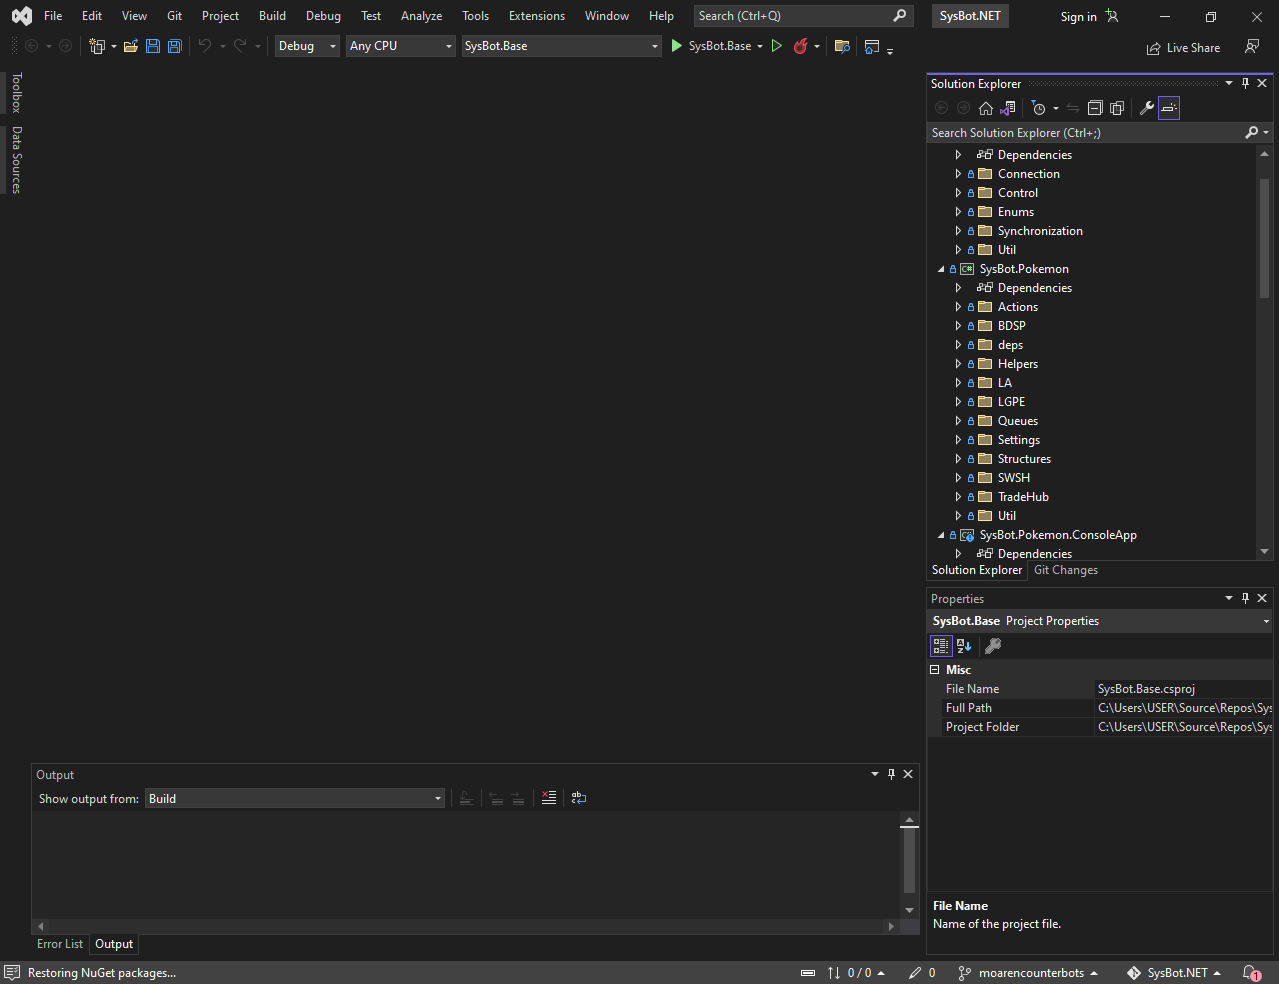 File Edit View Git Project Build Debug Test Analyze Tools Extensions Window Help Search (Ctrl+Q) SysBot.NET Sign in
Debug Any CPU SysBot.Base SysBot.Base Live Share
Toolbox
Data Sources
Solution Explorer
Search Solution Explorer (Ctrl+;)
Dependencies
Connection
Control
Enums
Synchronization
Util
C# SysBot.Pokemon
Dependencies
Actions
BDSP
deps
Helpers
LA
LGPE
Queues
Settings
Structures
SWSH
TradeHub
Util
SysBot.Pokemon.ConsoleApp
Dependencies
Solution Explorer Git Changes
Properties
SysBot.Base Project Properties
Misc
File Name SysBot.Base.csproj
Full Path C:\Users\USER\Source\Repos\Sys
Project Folder C:\Users\USER\Source\Repos\Sys
File Name
Name of the project file.
Output
Show output from: Build
Error List Output
Restoring NuGet packages... 0 / 0 0 moarencounterbots SysBot.NET 1